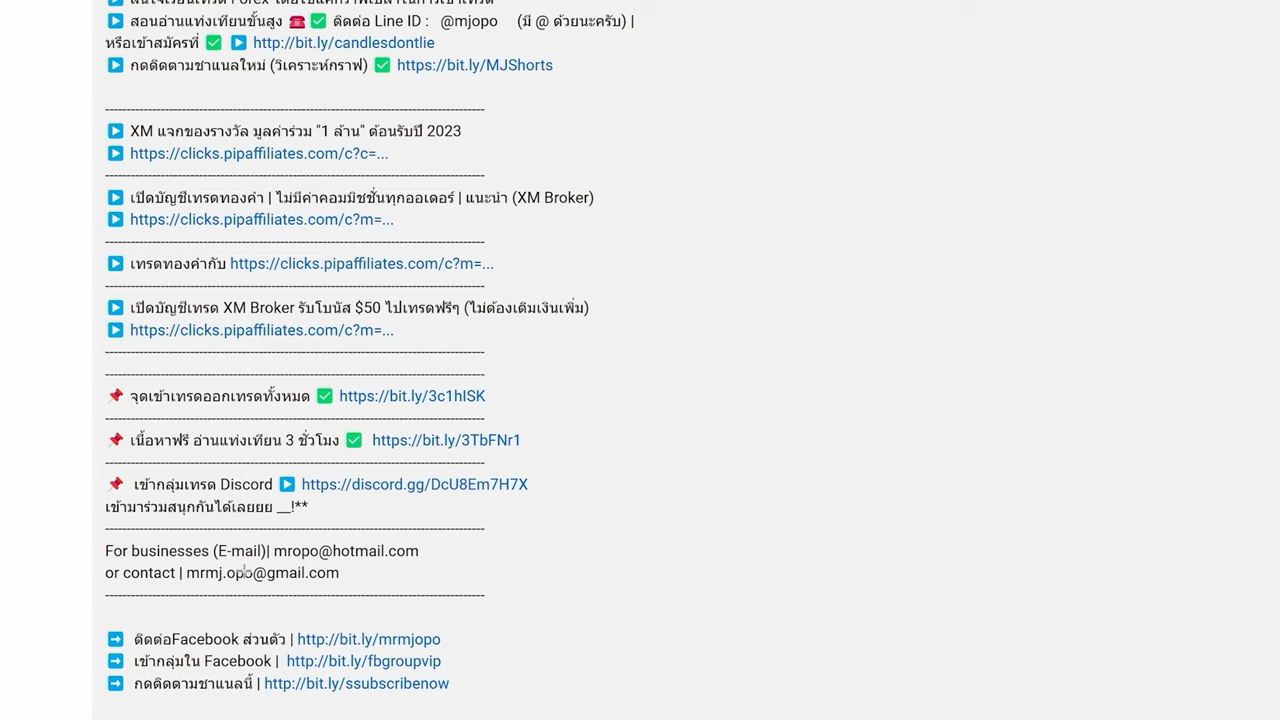 ▶️ สอนอ่านแท่งเทียนขั้นสูง ☎️ ✅ ติดต่อ Line ID : @mjopo (มี @ ด้วยนะครับ) |
หรือเข้าสมัครที่ ✅ ▶️ http://bit.ly/candlesdontlie
▶️ กดติดตามชาแนลใหม่ (วิเคราะห์กราฟ) ✅ https://bit.ly/MJShorts
--------------------------------------------------------------------------------------
▶️ XM แจกของรางวัล มูลค่าร่วม "1 ล้าน" ต้อนรับปี 2023
▶️ https://clicks.pipaffiliates.com/c?c=...
--------------------------------------------------------------------------------------
▶️ เปิดบัญชีเทรดทองคำ | ไม่มีค่าคอมมิชชั่นทุกออเดอร์ | แนะนำ (XM Broker)
▶️ https://clicks.pipaffiliates.com/c?m=...
--------------------------------------------------------------------------------------
▶️ เทรดทองคำกับ https://clicks.pipaffiliates.com/c?m=...
--------------------------------------------------------------------------------------
▶️ เปิดบัญชีเทรด XM Broker รับโบนัส $50 ไปเทรดฟรีๆ (ไม่ต้องเติมเงินเพิ่ม)
▶️ https://clicks.pipaffiliates.com/c?m=...
--------------------------------------------------------------------------------------
--------------------------------------------------------------------------------------
📌 จุดเข้าเทรดออกเทรดทั้งหมด ✅ https://bit.ly/3c1hISK
--------------------------------------------------------------------------------------
📌 เนื้อหาฟรี อ่านแท่งเทียน 3 ชั่วโมง ✅ https://bit.ly/3TbFNr1
--------------------------------------------------------------------------------------
📌 เข้ากลุ่มเทรด Discord ▶️ https://discord.gg/DcU8Em7H7X
เข้ามาร่วมสนุกกันได้เลยยย __!**
--------------------------------------------------------------------------------------
For businesses (E-mail)| mropo@hotmail.com
or contact | mrmj.opo@gmail.com
--------------------------------------------------------------------------------------
➡️ ติดต่อFacebook ส่วนตัว | http://bit.ly/mrmjopo
➡️ เข้ากลุ่มใน Facebook | http://bit.ly/fbgroupvip
➡️ กดติดตามชาแนลนี้ | http://bit.ly/ssubscribenow